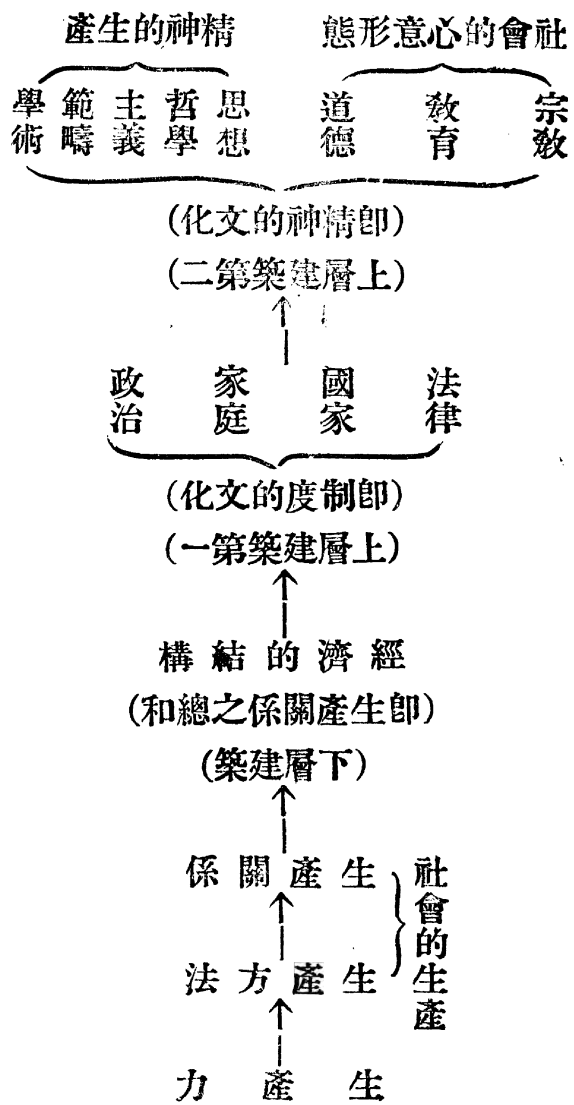 社會的心意形態
精神的生產
宗敎
敎育
道德
思想
哲學
主義
範疇
學術
(即精神的文化)
(上層建築第二)
法律
國家
家庭
政治
(即制度的文化)
(上層建築第一)
經濟的結構
(即生產關係之總和)
(下層建築)
社會的生產
生產關係
生產方法
生產力